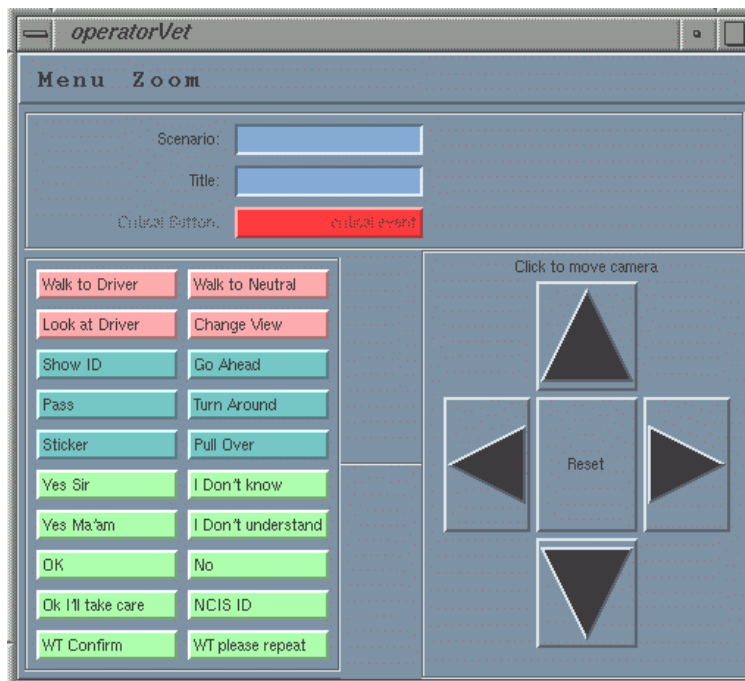 operatorVet
Menu Zoom
Scenario:
Title:
Critical Button: critical event
Click to move camera
Walk to Driver Walk to Neutral
Look at Driver Change View
Show ID Go Ahead
Pass Turn Around
Sticker Pull Over
Reset
Yes Sir I Don't know
Yes Ma'am I Don't understand
OK No
Ok I'll take care NCIS ID
WT Confirm WT please repeat